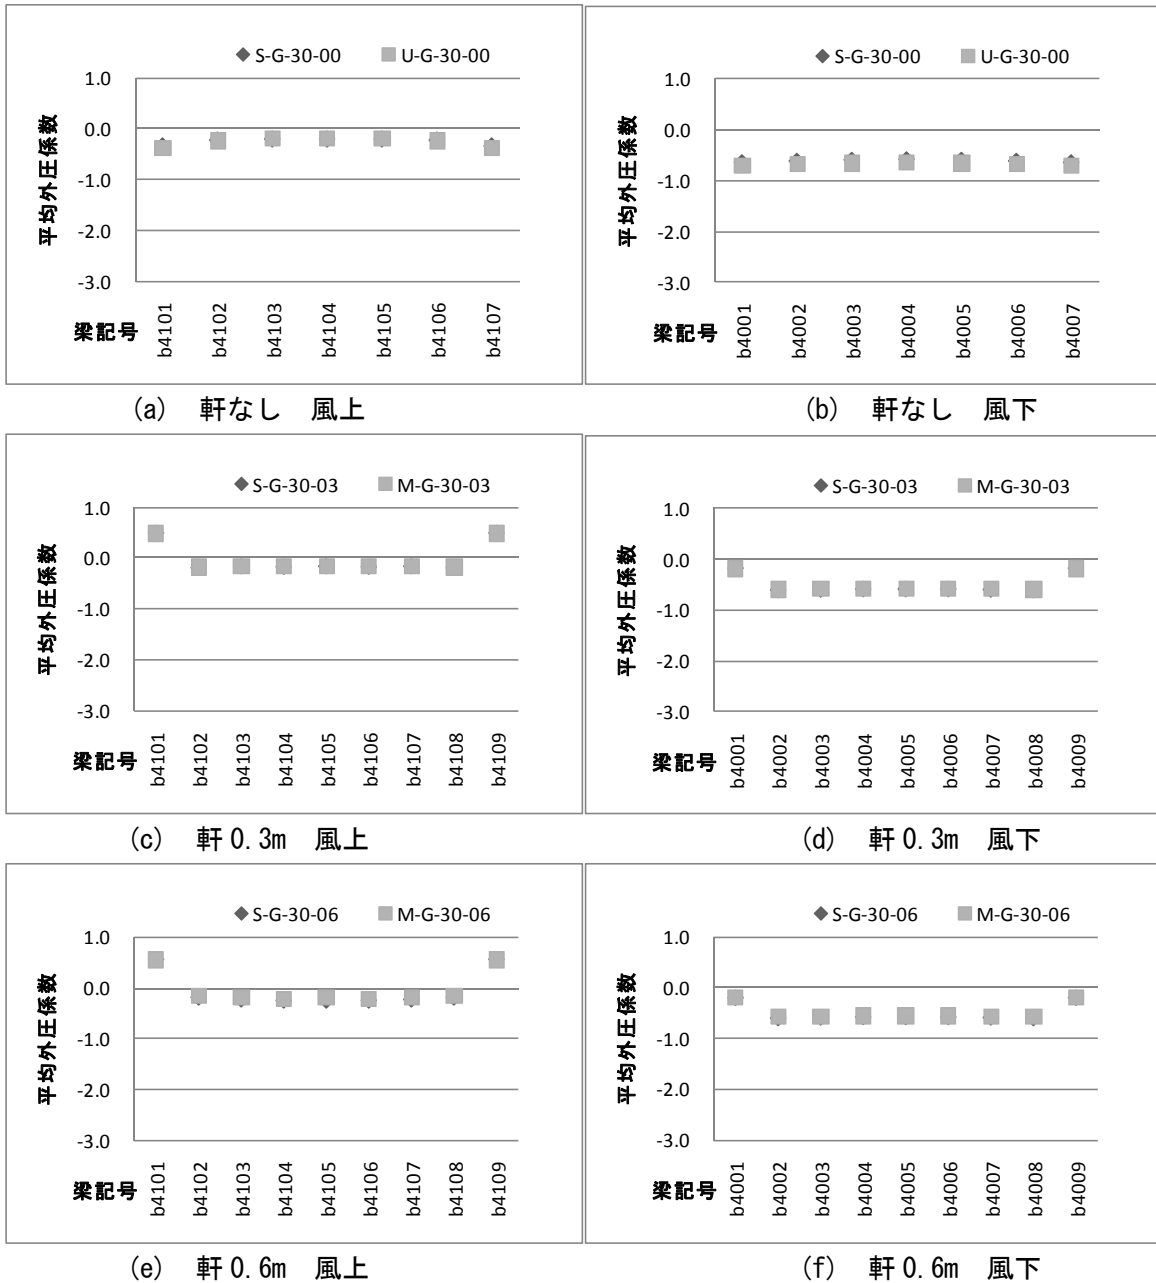 S-G-30-00 U-G-30-00
1.0
0.0
-1.0
-2.0
-3.0
平均外圧係数
梁記号
b4101
b4102
b4103
b4104
b4105
b4106
b4107
(a) 軒なし 風上
S-G-30-00 U-G-30-00
1.0
0.0
-1.0
-2.0
-3.0
平均外圧係数
梁記号
b4001
b4002
b4003
b4004
b4005
b4006
b4007
(b) 軒なし 風下
S-G-30-03 M-G-30-03
1.0
0.0
-1.0
-2.0
-3.0
平均外圧係数
梁記号
b4101
b4102
b4103
b4104
b4105
b4106
b4107
b4108
b4109
(c) 軒 0.3m 風上
S-G-30-03 M-G-30-03
1.0
0.0
-1.0
-2.0
-3.0
平均外圧係数
梁記号
b4001
b4002
b4003
b4004
b4005
b4006
b4007
b4008
b4009
(d) 軒 0.3m 風下
S-G-30-06 M-G-30-06
1.0
0.0
-1.0
-2.0
-3.0
平均外圧係数
梁記号
b4101
b4102
b4103
b4104
b4105
b4106
b4107
b4108
b4109
(e) 軒 0.6m 風上
S-G-30-06 M-G-30-06
1.0
0.0
-1.0
-2.0
-3.0
平均外圧係数
梁記号
b4001
b4002
b4003
b4004
b4005
b4006
b4007
b4008
b4009
(f) 軒 0.6m 風下